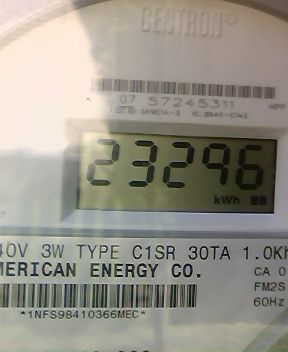 CENTRON®
07 57245311
23296
kWh
40V 3W TYPE C1SR 30TA 1.0Kh
MERICAN ENERGY CO.
CA 0
FM2S
60Hz
*1NFS98410366MEC*